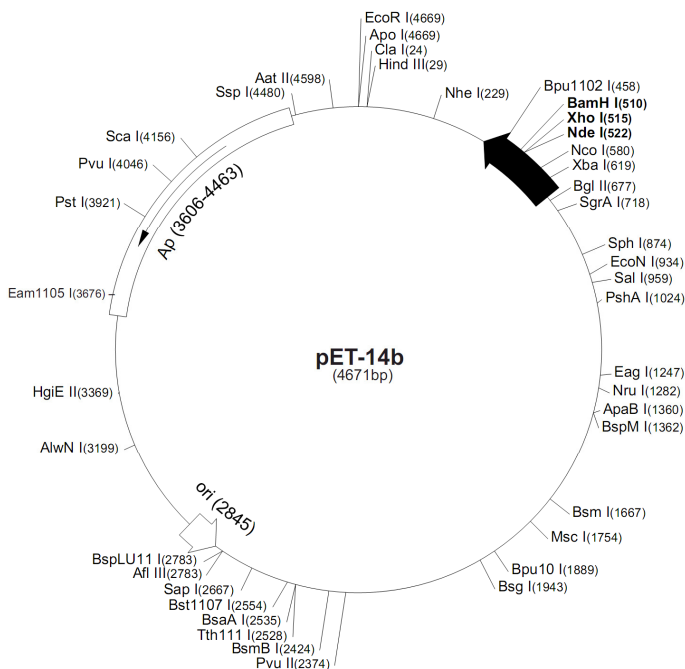 EcoR I(4669)
Apo I(4669)
Cla I(24)
Hind III(29)
Aat II(4598)
Ssp I(4480)
Nhe I(229)
Bpu1102 I(458)
BamH I(510)
Xho I(515)
Nde I(522)
Nco I(580)
Xba I(619)
Bgl II(677)
SgrA I(718)
Sca I(4156)
Pvu I(4046)
Pst I(3921)
Ap (3606-4463)
Sph I(874)
EcoN I(934)
Sal I(959)
PshA I(1024)
Eam1105 I(3676)
pET-14b
(4671bp)
Eag I(1247)
Nru I(1282)
ApaB I(1360)
BspM I(1362)
HgiE II(3369)
AlwN I(3199)
ori (2845)
Bsm I(1667)
Msc I(1754)
Bpu10 I(1889)
Bsg I(1943)
BspLU11 I(2783)
Afl III(2783)
Sap I(2667)
Bst1107 I(2554)
BsaA I(2535)
Tth111 I(2528)
BsmB I(2424)
Pvu II(2374)